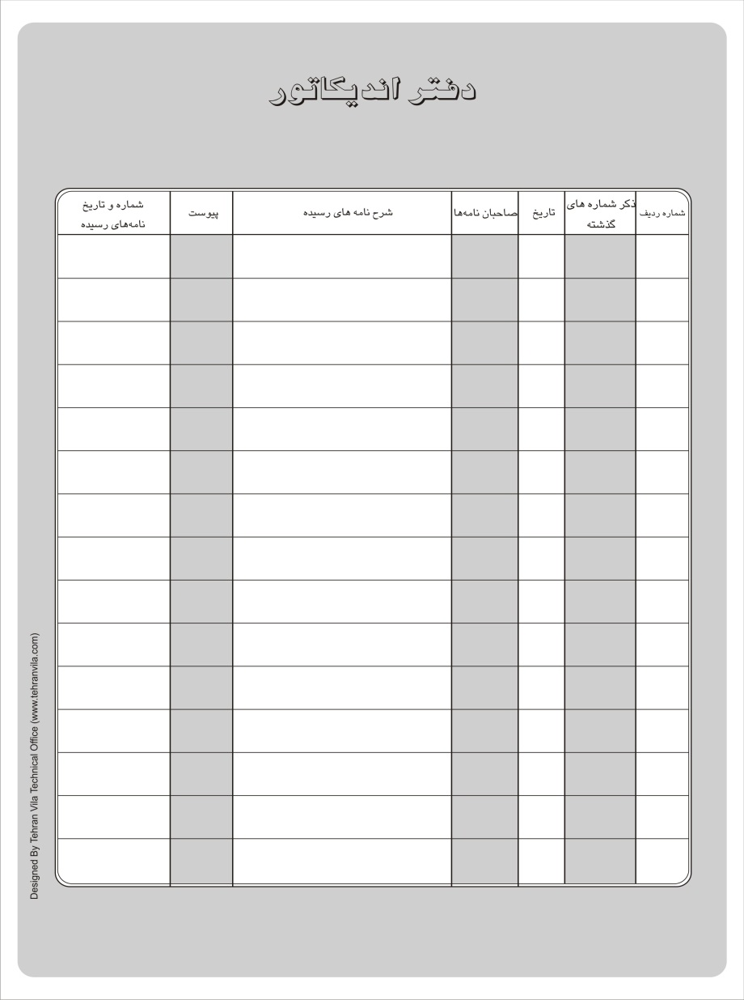 دفتر اندیکاتور
شماره ردیف
ذکر شماره های
گذشته
تاریخ
صاحبان نامه‌ها
شرح نامه های رسیده
پیوست
شماره و تاریخ
نامه‌های رسیده
Designed By Tehran Vila Technical Office (www.tehranvila.com)